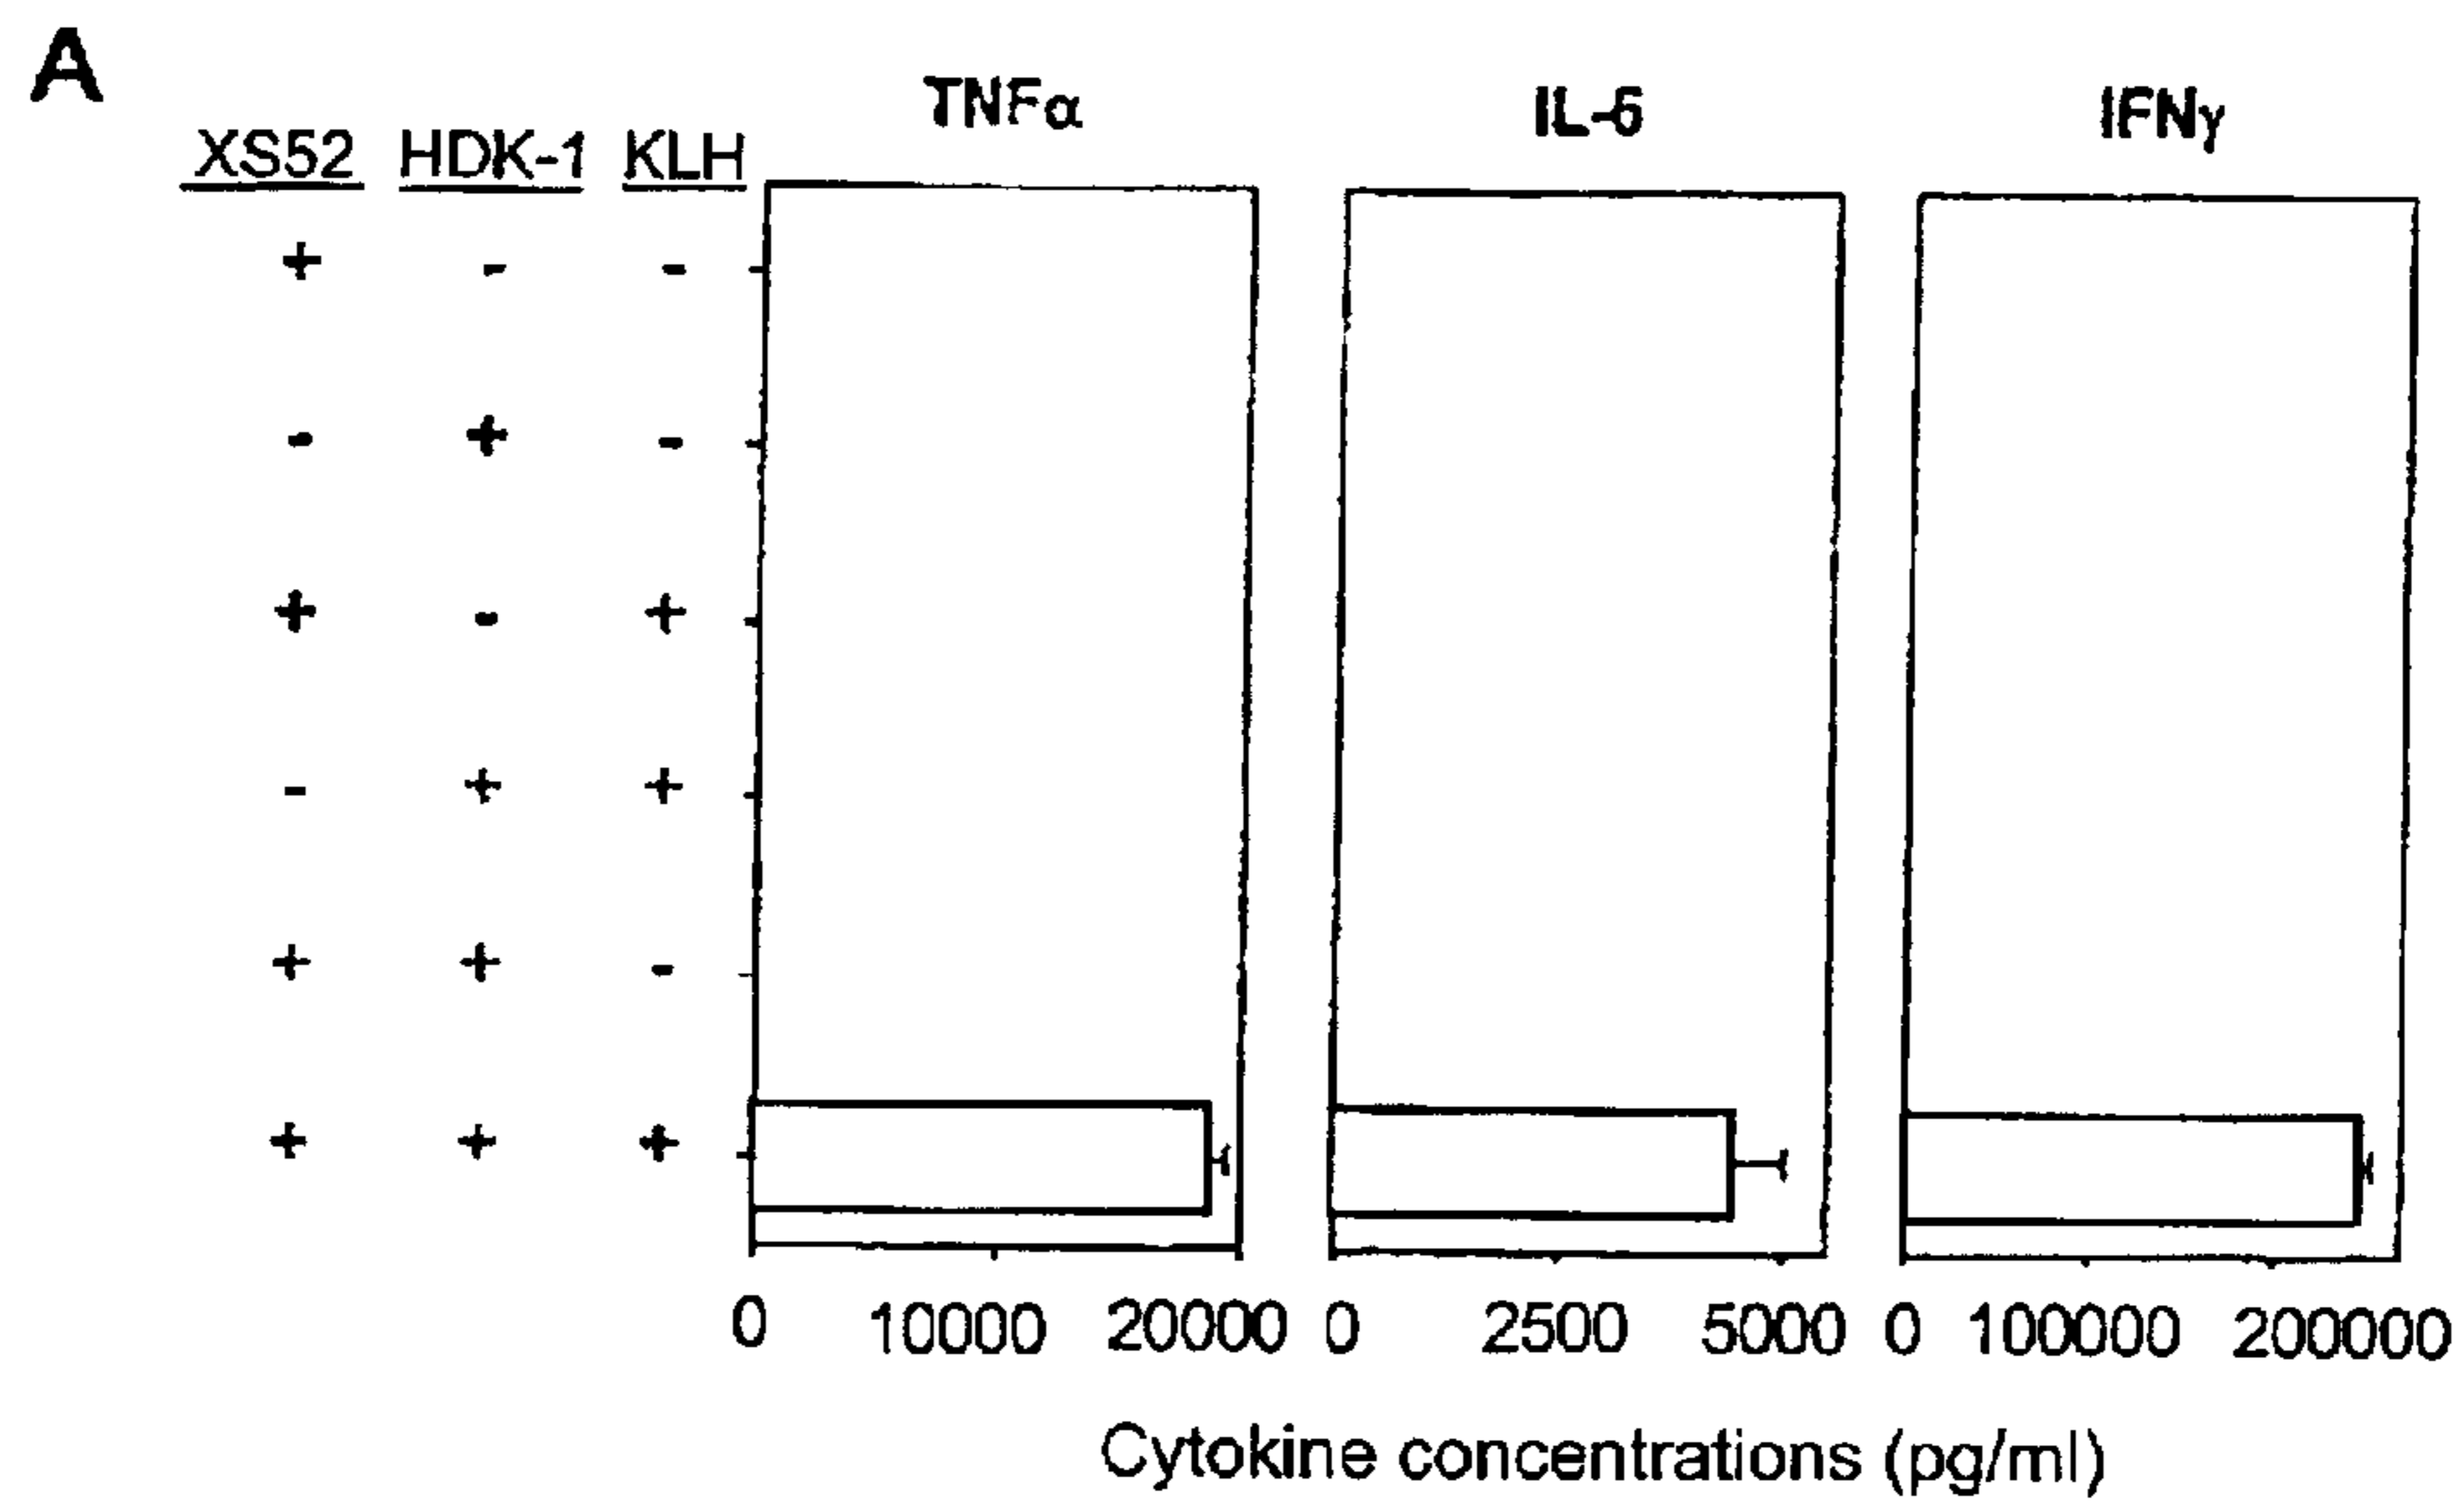 A
TNFα IL-6 IFNγ
XS52 HDK-1 KLH
+ - -
- + -
+ - +
- + +
+ + -
+ + +
0 10000 20000 0 2500 5000 0 100000 200000
Cytokine concentrations (pg/ml)